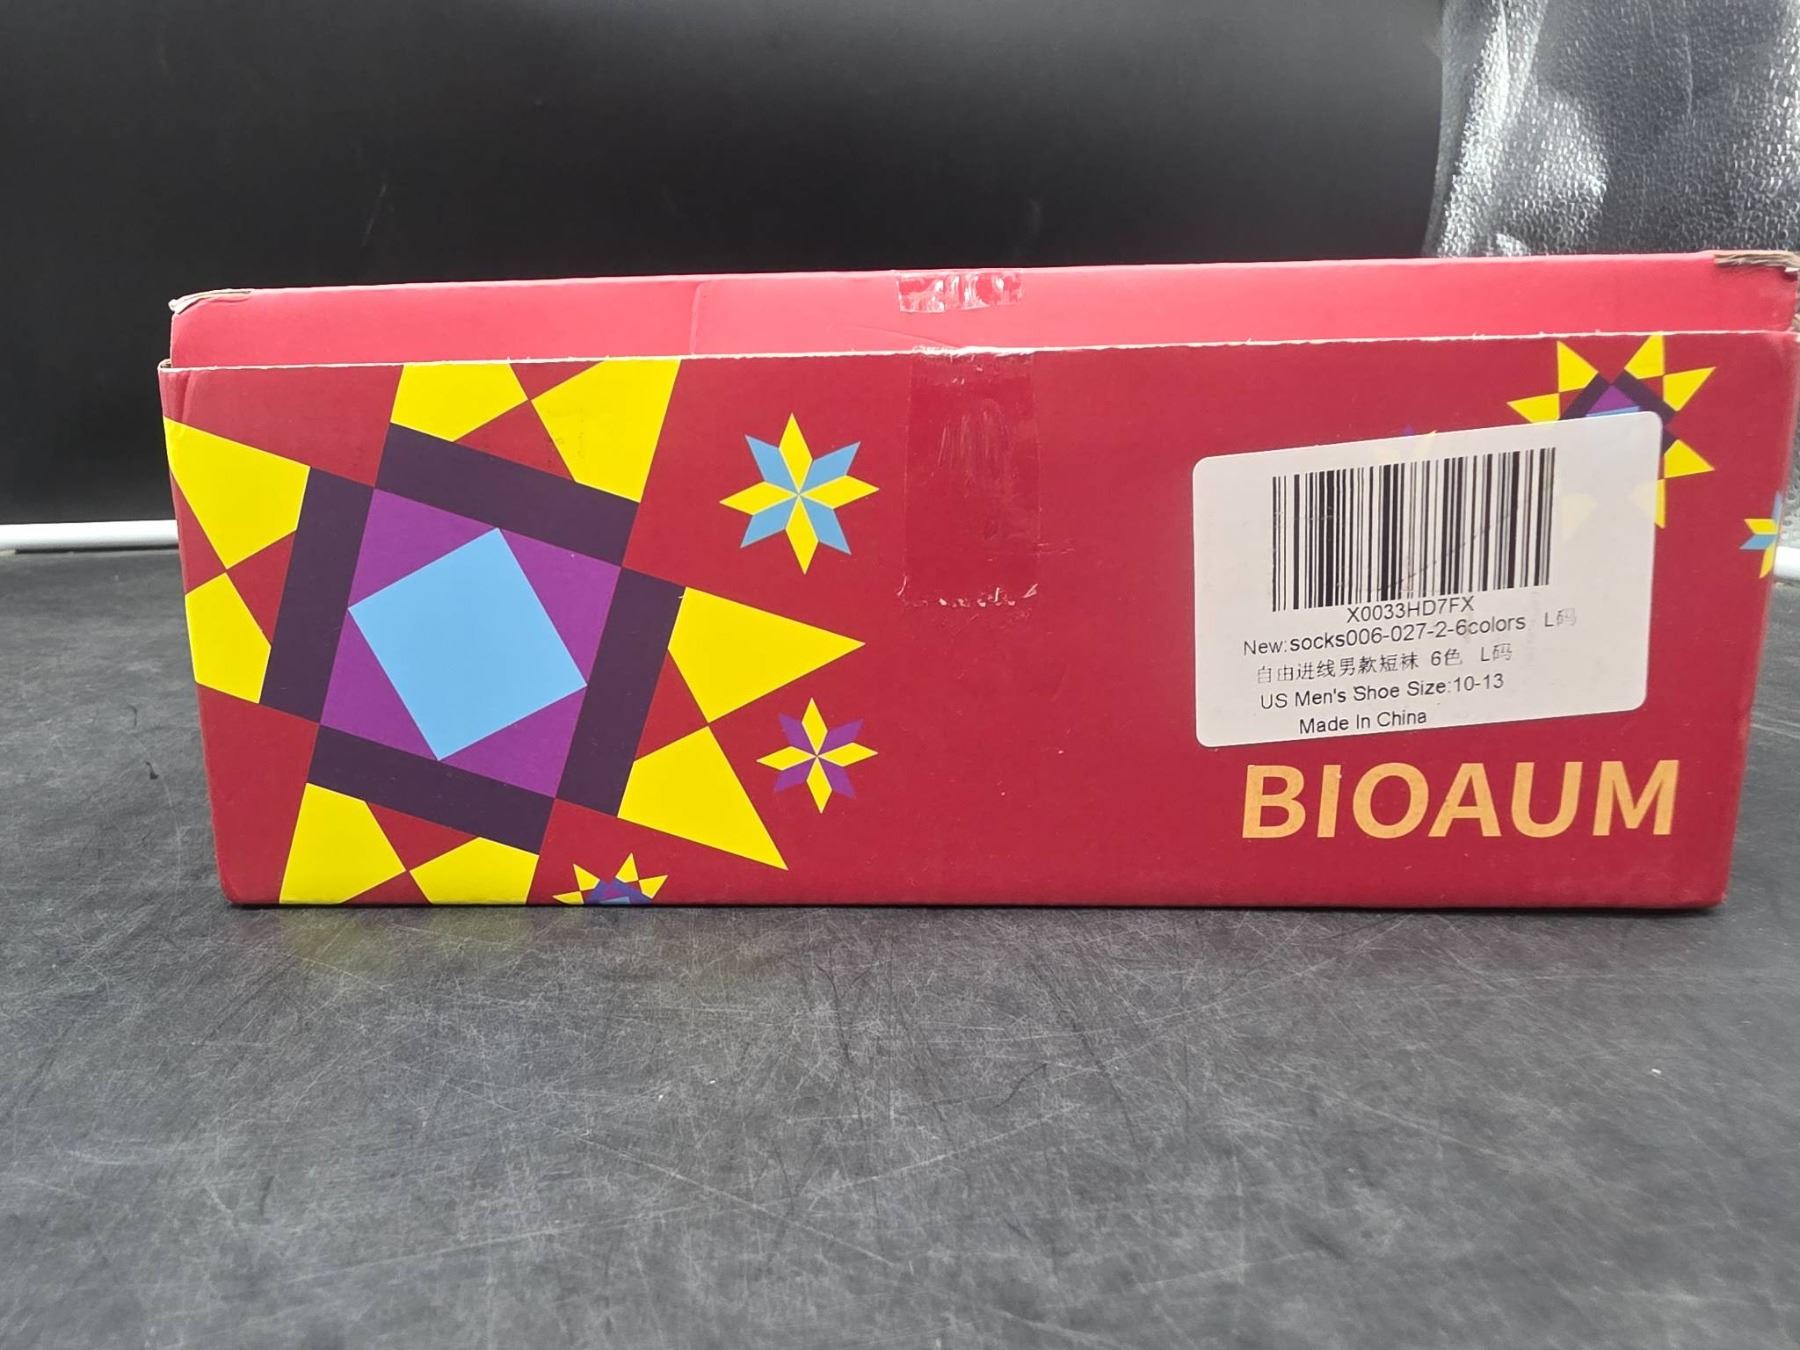 X0033HD7FX
New:socks006-027-2-6colors L码
自由进线男款短袜 6色 L码
US Men's Shoe Size:10-13
Made In China
BIOAUM